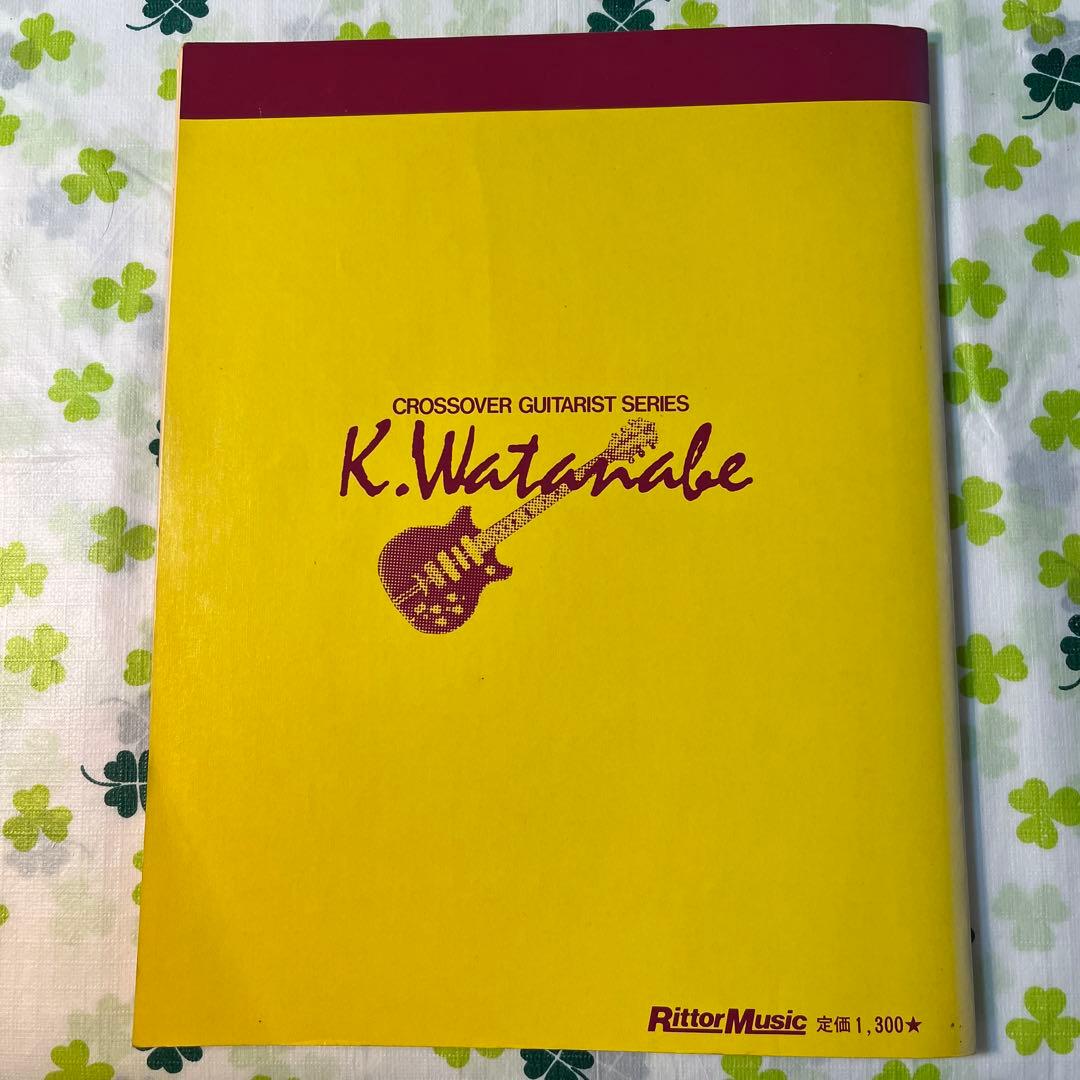 CROSSOVER GUITARIST SERIES
K.Watanabe
RittorMusic 定価1,300★